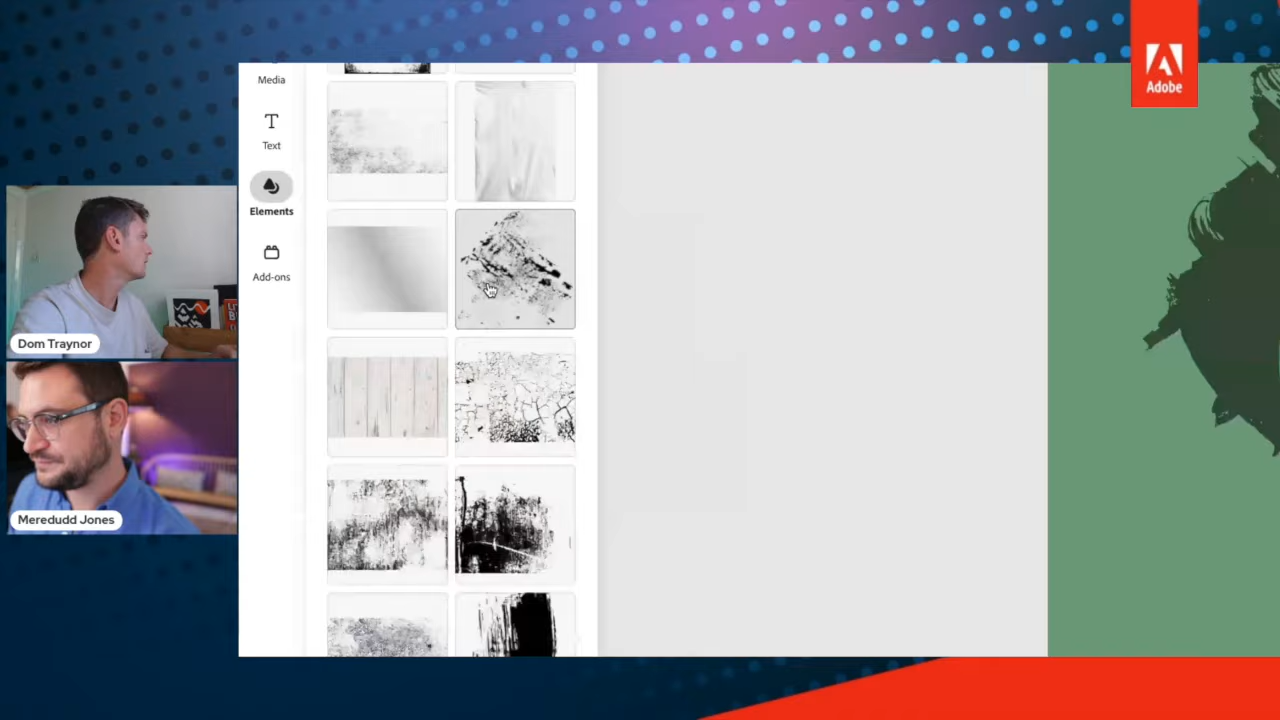 Adobe
Media
Text
Elements
Add-ons
Dom Traynor
Meredudd Jones